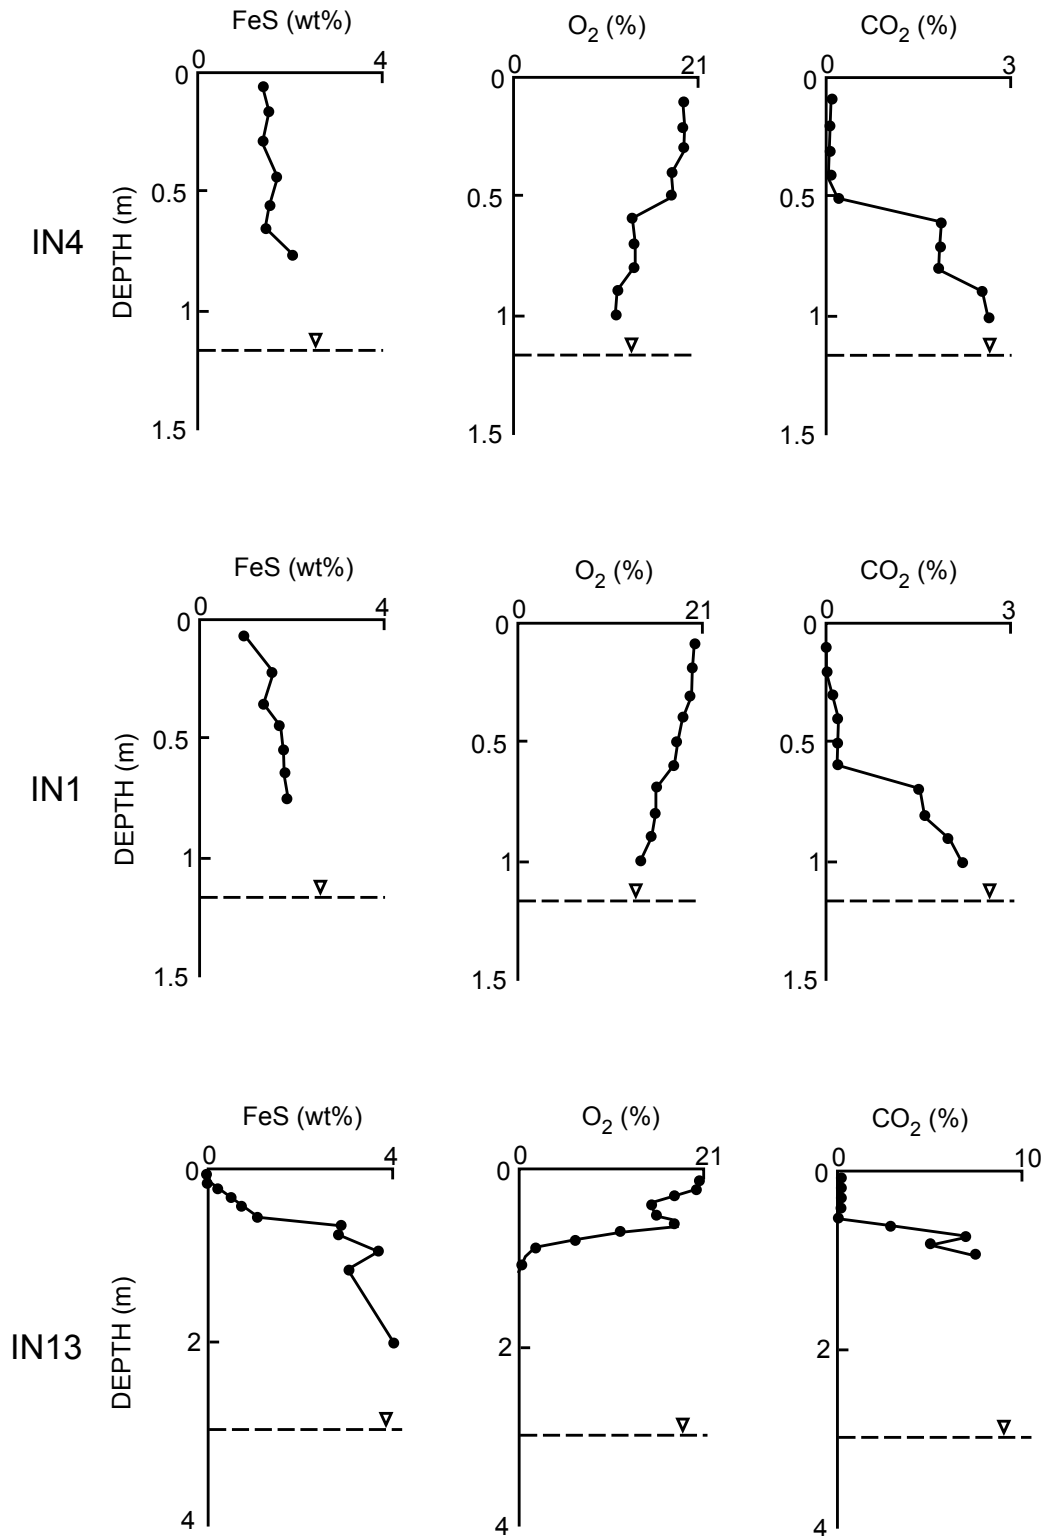 FeS (wt%) O2 (%) CO2 (%)
0 4 0 21 0 3
0 0 0
0.5 0.5 0.5
IN4 DEPTH (m)
1 1 1
1.5 1.5 1.5
FeS (wt%) O2 (%) CO2 (%)
0 4 0 21 0 3
0 0 0
0.5 0.5 0.5
IN1 DEPTH (m)
1 1 1
1.5 1.5 1.5
FeS (wt%) O2 (%) CO2 (%)
0 4 0 21 0 10
0 0 0
IN13 DEPTH (m)
2 2 2
4 4 4